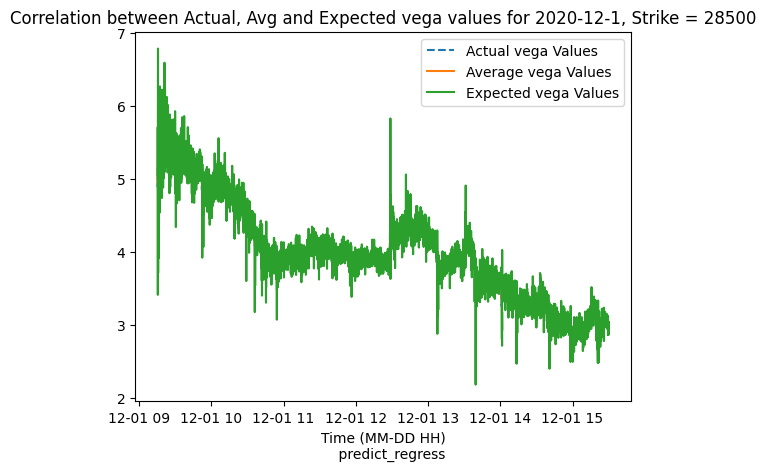 Correlation between Actual, Avg and Expected vega values for 2020-12-1, Strike = 28500
Actual vega Values
Average vega Values
Expected vega Values
7
6
5
4
3
2
12-01 09 12-01 10 12-01 11 12-01 12 12-01 13 12-01 14 12-01 15
Time (MM-DD HH)
predict_regress